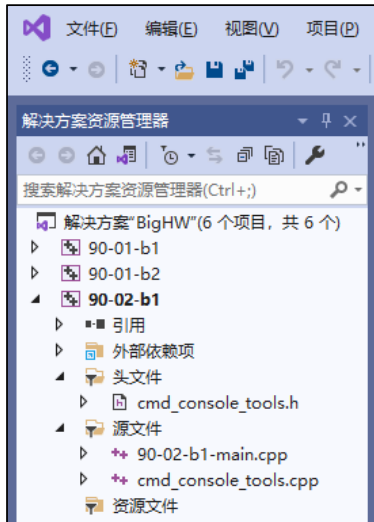 文件(F) 编辑(E) 视图(V) 项目(P)
解决方案资源管理器
搜索解决方案资源管理器(Ctrl+;)
解决方案"BigHW"(6 个项目，共 6 个)
90-01-b1
90-01-b2
90-02-b1
引用
外部依赖项
头文件
cmd_console_tools.h
源文件
90-02-b1-main.cpp
cmd_console_tools.cpp
资源文件